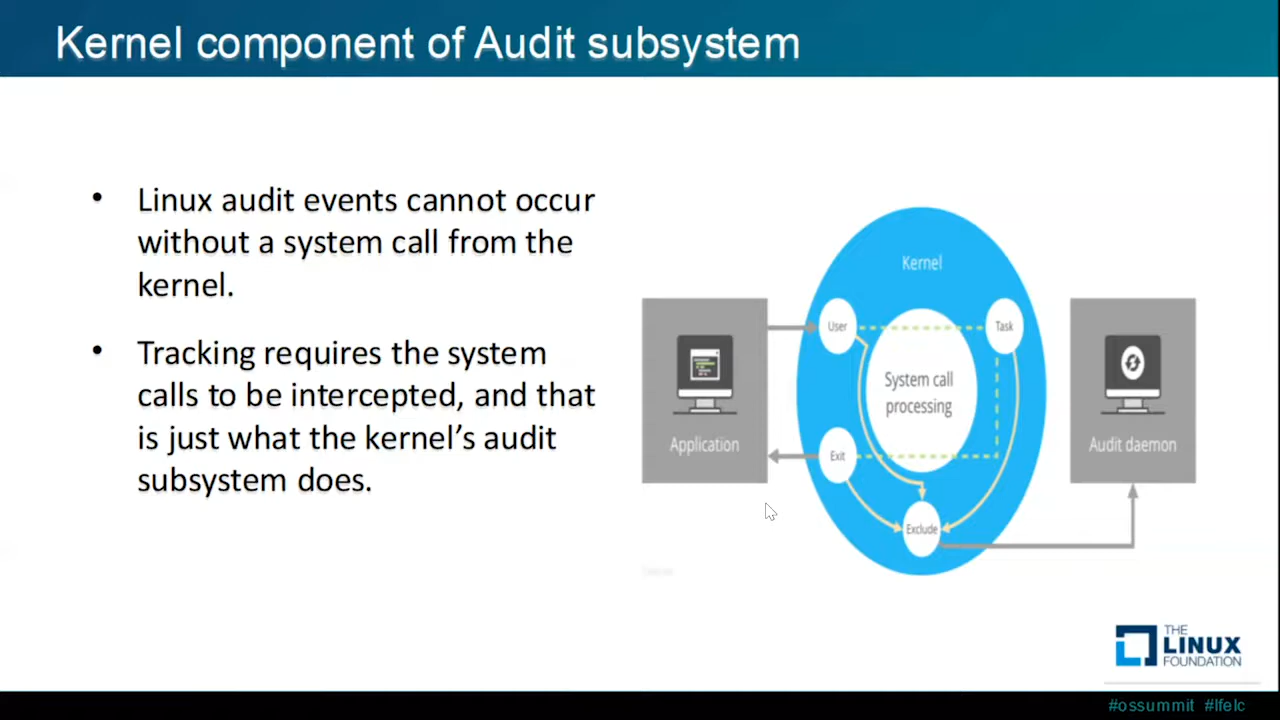 Kernel component of Audit subsystem
• Linux audit events cannot occur
without a system call from the
kernel.
• Tracking requires the system
calls to be intercepted, and that
is just what the kernel’s audit
subsystem does.
Kernel
User
Task
System call
processing
Application
Exit
Audit daemon
Exclude
THE
LINUX
FOUNDATION
#ossummit #lfelc